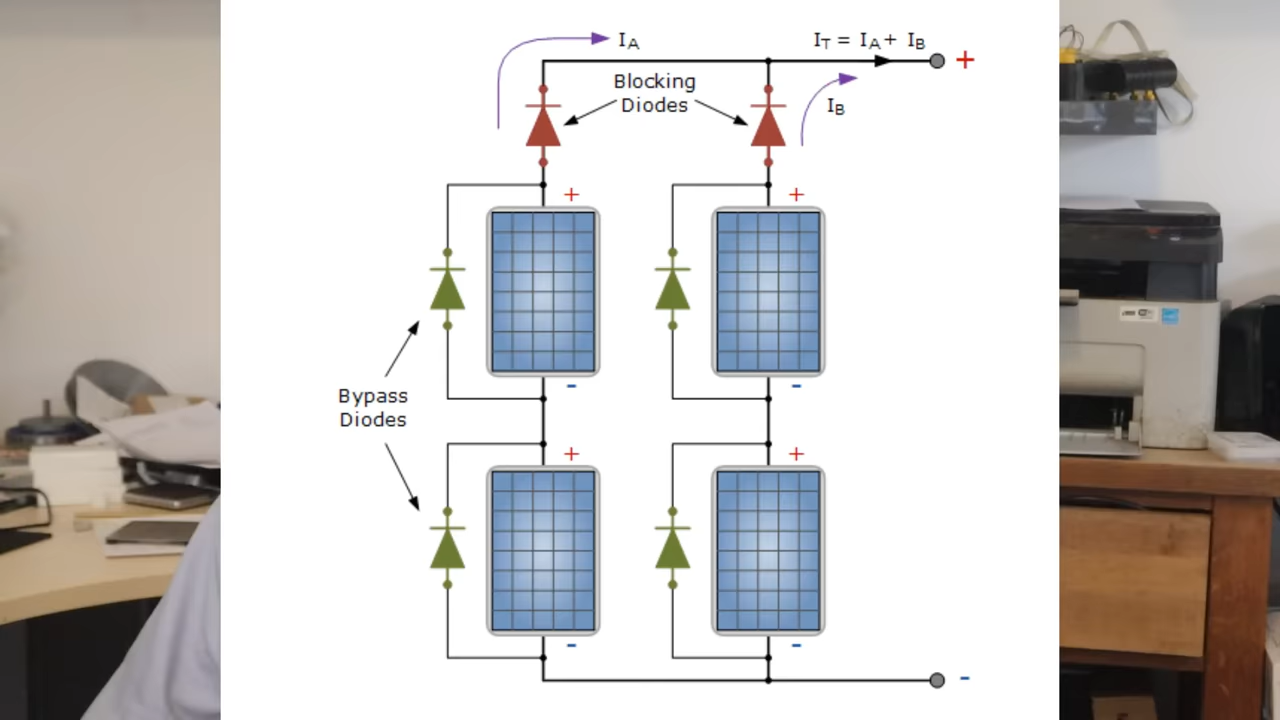 I_A
I_T = I_A + I_B
+
Blocking
Diodes
I_B
+
+
-
-
Bypass
Diodes
+
+
-
-
-